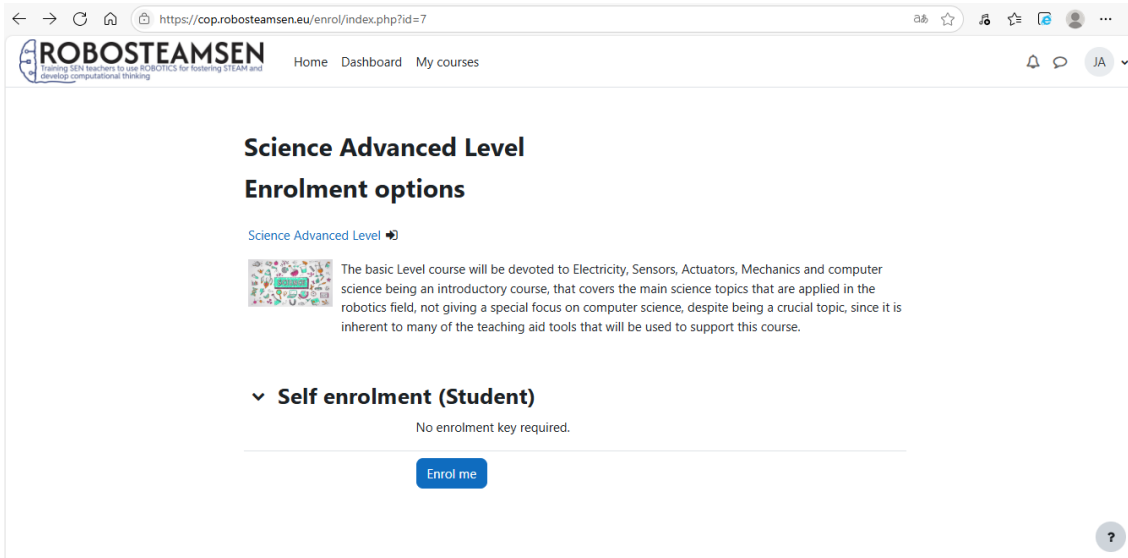 https://cop.robosteamsen.eu/enrol/index.php?id=7
ROBOSTEAMSEN
Training SEN teachers to use ROBOTICS for fostering STEAM and
develop computational thinking
Home Dashboard My courses
JA
Science Advanced Level
Enrolment options
Science Advanced Level
SCIENCE
The basic Level course will be devoted to Electricity, Sensors, Actuators, Mechanics and computer
science being an introductory course, that covers the main science topics that are applied in the
robotics field, not giving a special focus on computer science, despite being a crucial topic, since it is
inherent to many of the teaching aid tools that will be used to support this course.
Self enrolment (Student)
No enrolment key required.
Enrol me
?